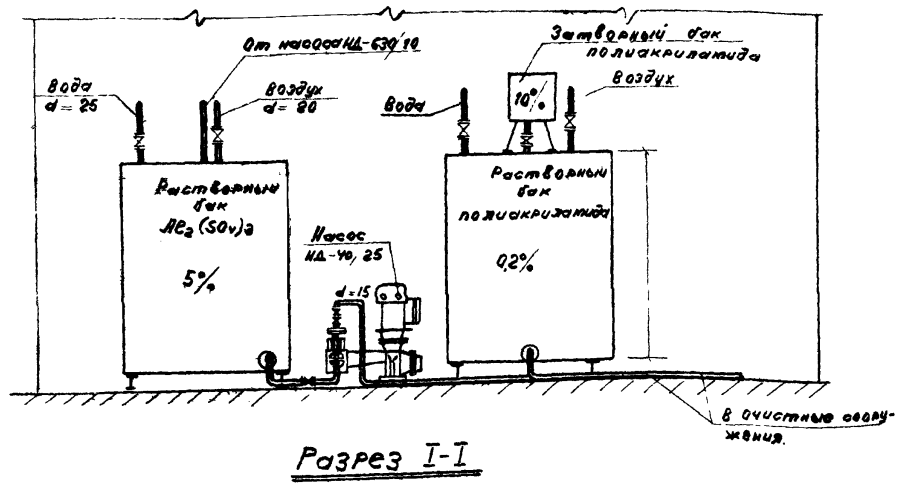 От насоса НД-630/10
Затворный бак
полиакриламида
Вода
d=25
Воздух
d=20
Вода
10%
Воздух
Растворный
бак
Al₂(SO₄)₃
5%
Насос
НД-40/25
d=15
Растворный
бак
полиакриламида
0,2%
В очистные соору-
жения.
Разрез I-I